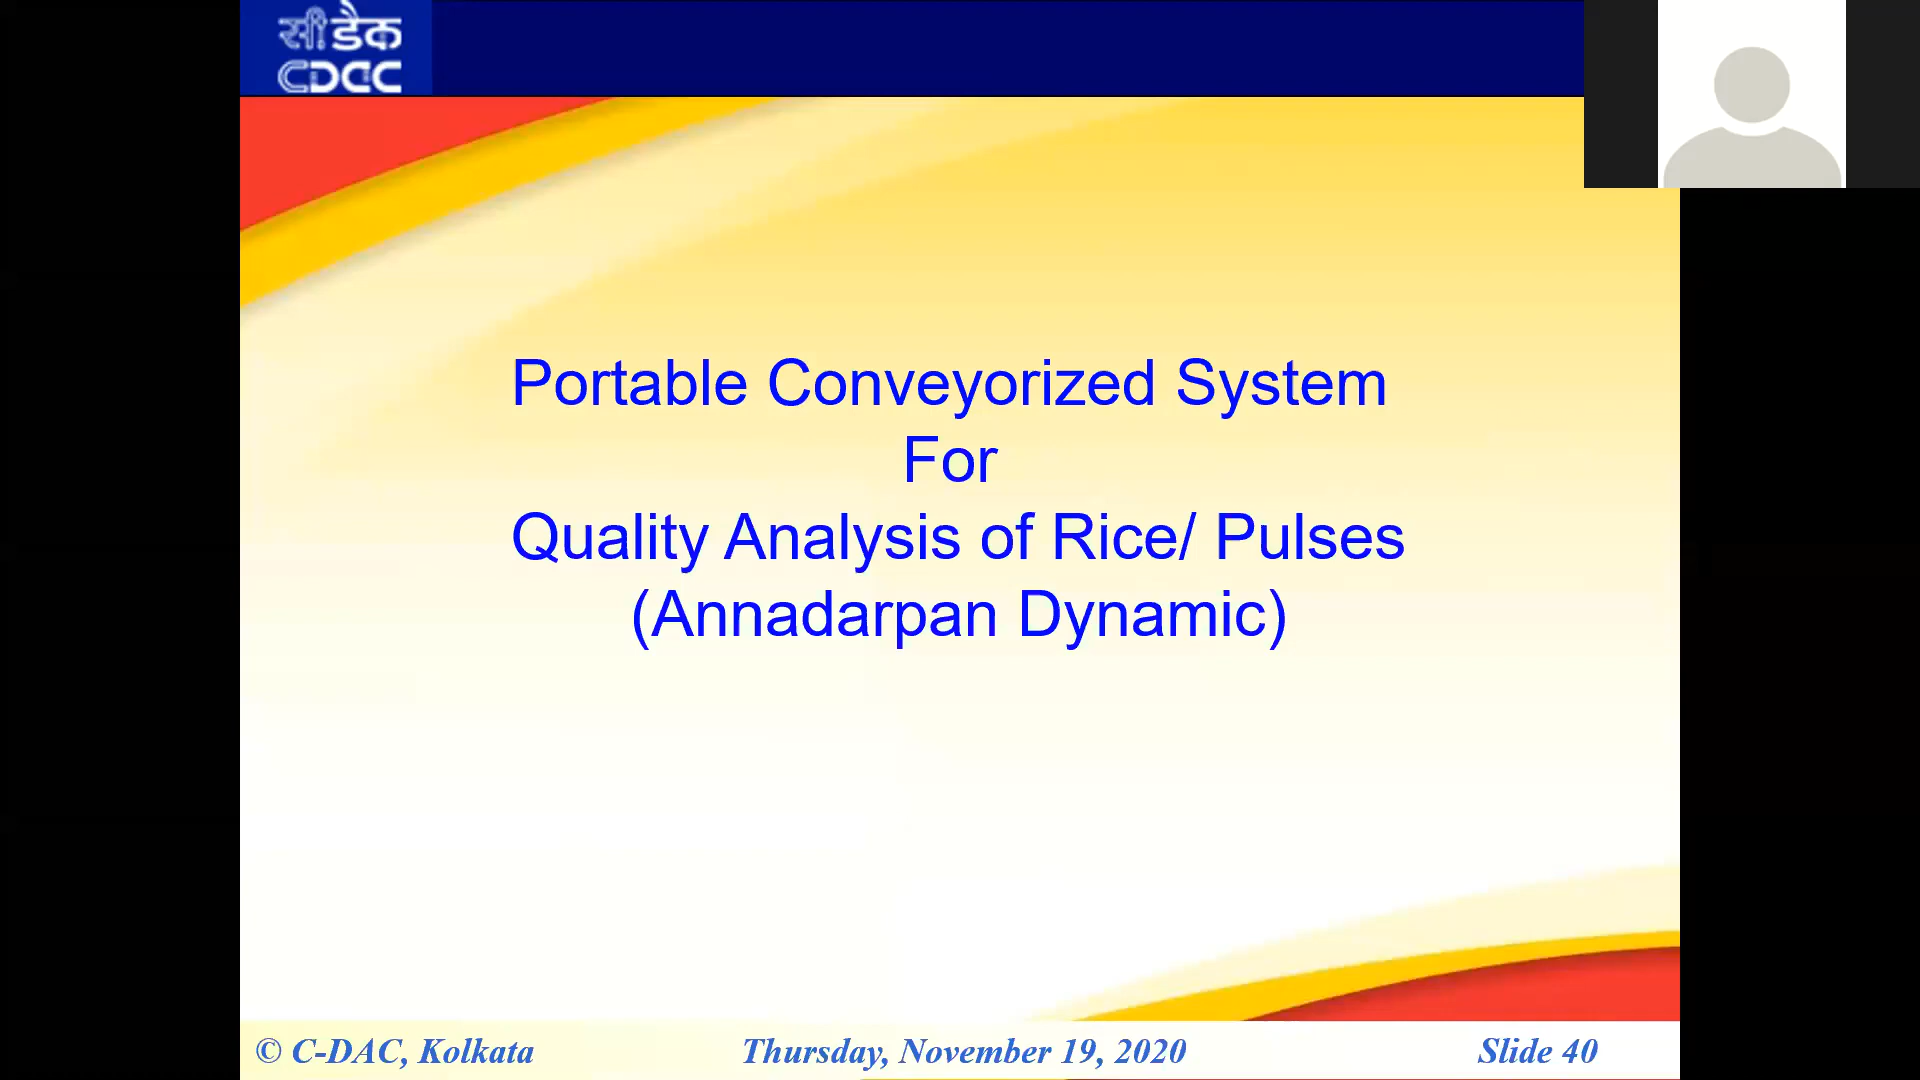 सीडैक
CDAC
Portable Conveyorized System
For
Quality Analysis of Rice/ Pulses
(Annadarpan Dynamic)
© C-DAC, Kolkata Thursday, November 19, 2020 Slide 40